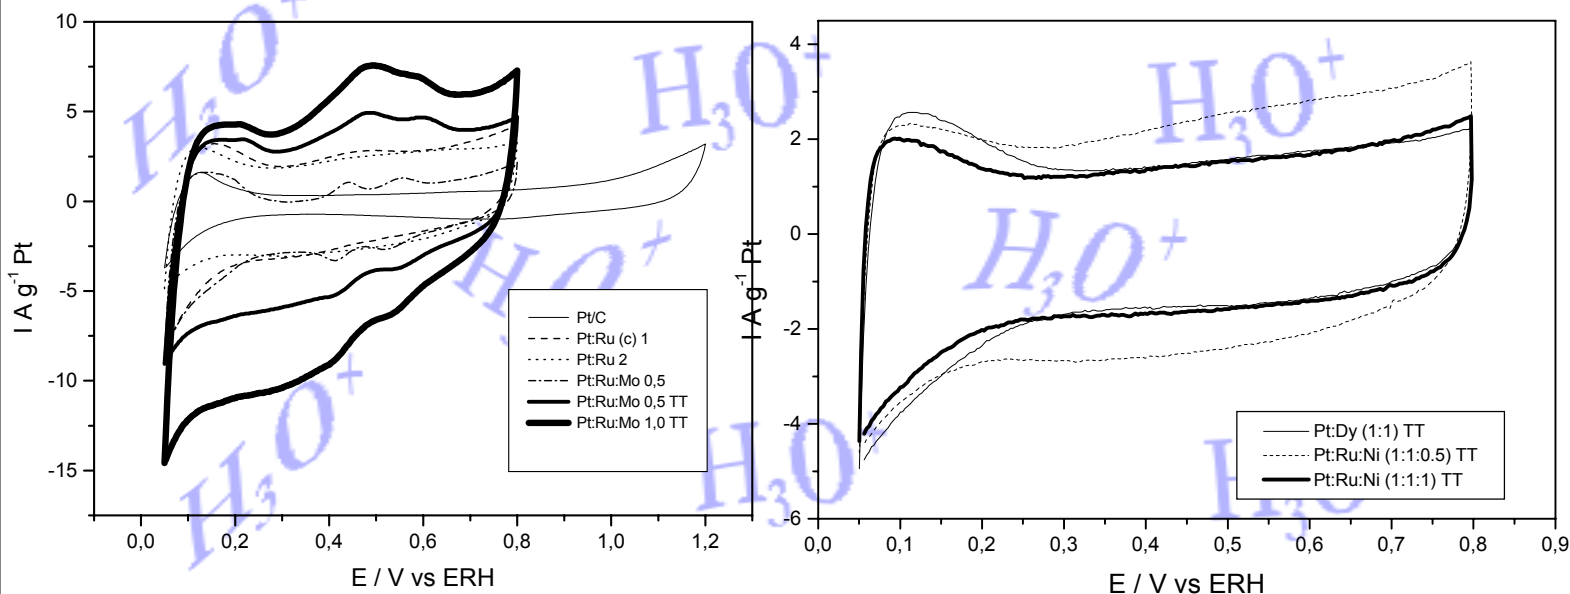 10
5
0
-5
-10
-15
I A g-1 Pt
0,0 0,2 0,4 0,6 0,8 1,0 1,2
E / V vs ERH
Pt/C
Pt:Ru (c) 1
Pt:Ru 2
Pt:Ru:Mo 0,5
Pt:Ru:Mo 0,5 TT
Pt:Ru:Mo 1,0 TT
H3O+
H3O+
H3O+
H3O+
H3O+
4
2
0
-2
-4
-6
I A g-1 Pt
0,0 0,1 0,2 0,3 0,4 0,5 0,6 0,7 0,8 0,9
E / V vs ERH
Pt:Dy (1:1) TT
Pt:Ru:Ni (1:1:0.5) TT
Pt:Ru:Ni (1:1:1) TT
H3O+
H3O+